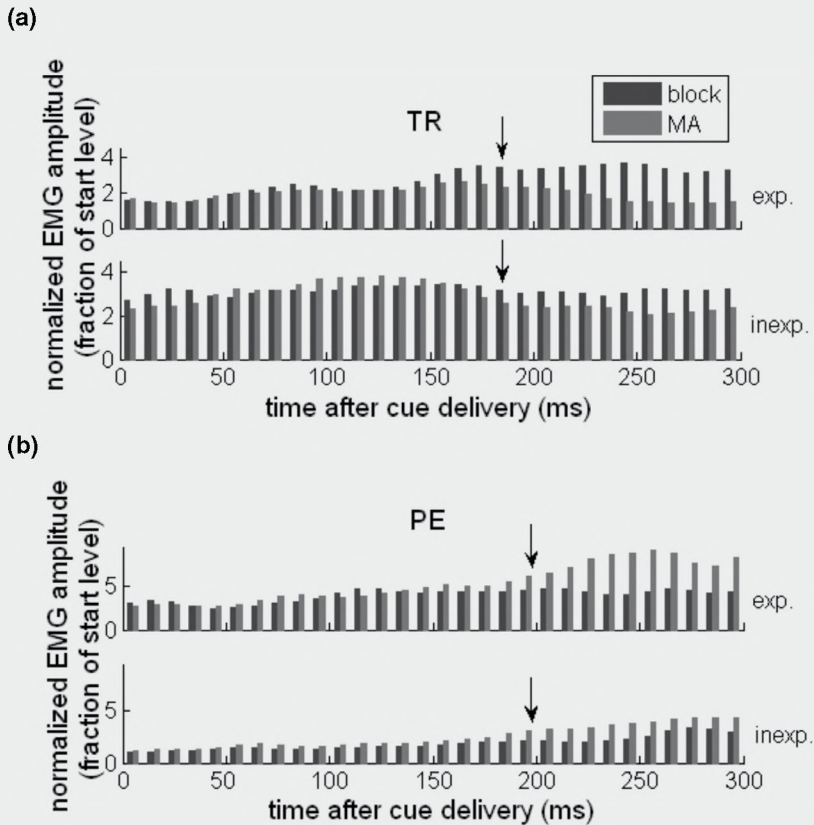 (a)
normalized EMG amplitude
(fraction of start level)
TR
block
MA
4
2
0
exp.
4
2
0
inexp.
0 50 100 150 200 250 300
time after cue delivery (ms)
(b)
normalized EMG amplitude
(fraction of start level)
PE
5
0
exp.
5
0
inexp.
0 50 100 150 200 250 300
time after cue delivery (ms)